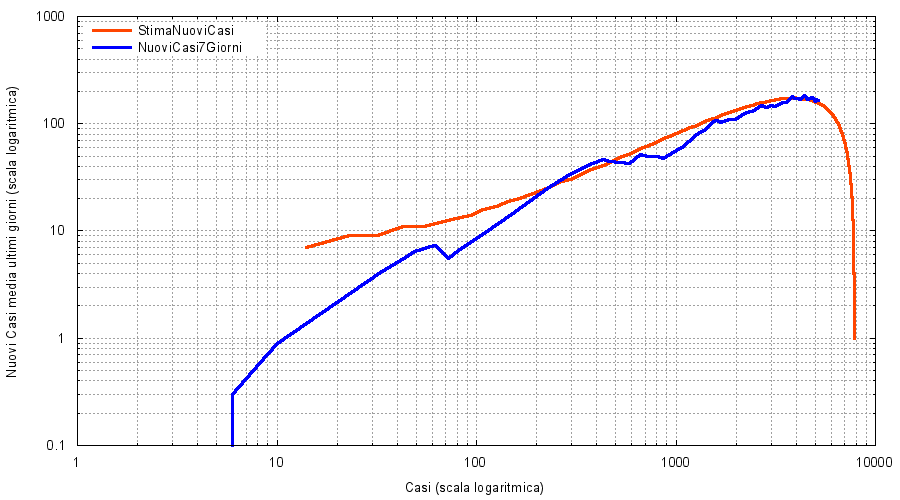 1000
StimaNuoviCasi
NuoviCasi7Giorni
100
10
1
0.1
Nuovi Casi media ultimi giorni (scala logaritmica)
1 10 100 1000 10000
Casi (scala logaritmica)